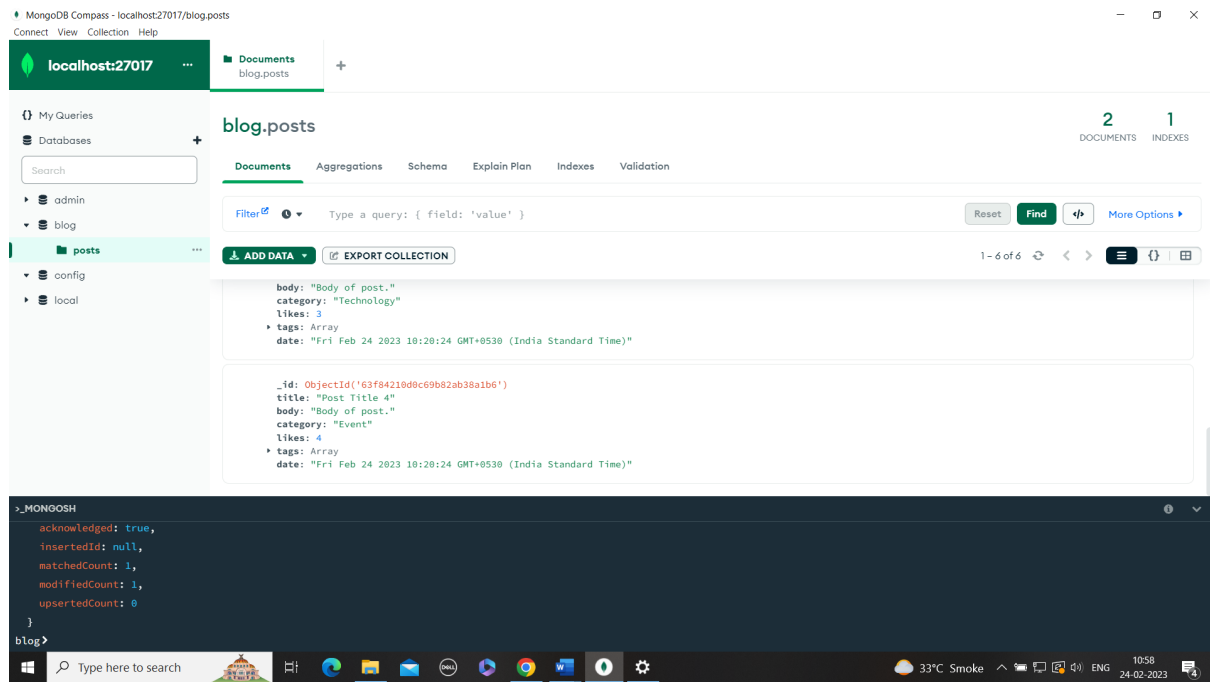 MongoDB Compass - localhost:27017/blog.posts
Connect View Collection Help
localhost:27017 ...
Documents
blog.posts
+
{} My Queries
Databases +
Search
admin
blog
posts ...
config
local
blog.posts
2
DOCUMENTS
1
INDEXES
Documents Aggregations Schema Explain Plan Indexes Validation
Filter Type a query: { field: 'value' } Reset Find </> More Options
ADD DATA EXPORT COLLECTION 1 - 6 of 6 {}
body: "Body of post."
category: "Technology"
likes: 3
tags: Array
date: "Fri Feb 24 2023 10:20:24 GMT+0530 (India Standard Time)"
_id: ObjectId('63f84210d0c69b82ab38a1b6')
title: "Post Title 4"
body: "Body of post."
category: "Event"
likes: 4
tags: Array
date: "Fri Feb 24 2023 10:20:24 GMT+0530 (India Standard Time)"
>_MONGOSH
acknowledged: true,
insertedId: null,
matchedCount: 1,
modifiedCount: 1,
upsertedCount: 0
}
blog>
Type here to search DELL W 33°C Smoke ENG 10:58
24-02-2023 4